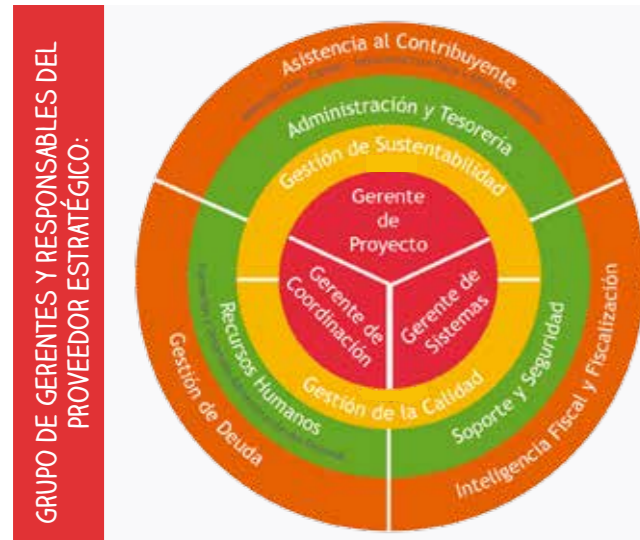 GRUPO DE GERENTES Y RESPONSABLES DEL
PROVEEDOR ESTRATÉGICO:
Asistencia al Contribuyente
Administración y Tesorería
Gestión de Sustentabilidad
Gerente
de
Proyecto
Gerente de
Coordinación
Gerente de
Sistemas
Gestión de la Calidad
Recursos Humanos
Soporte y Seguridad
Gestión de Deuda
Inteligencia Fiscal y Fiscalización